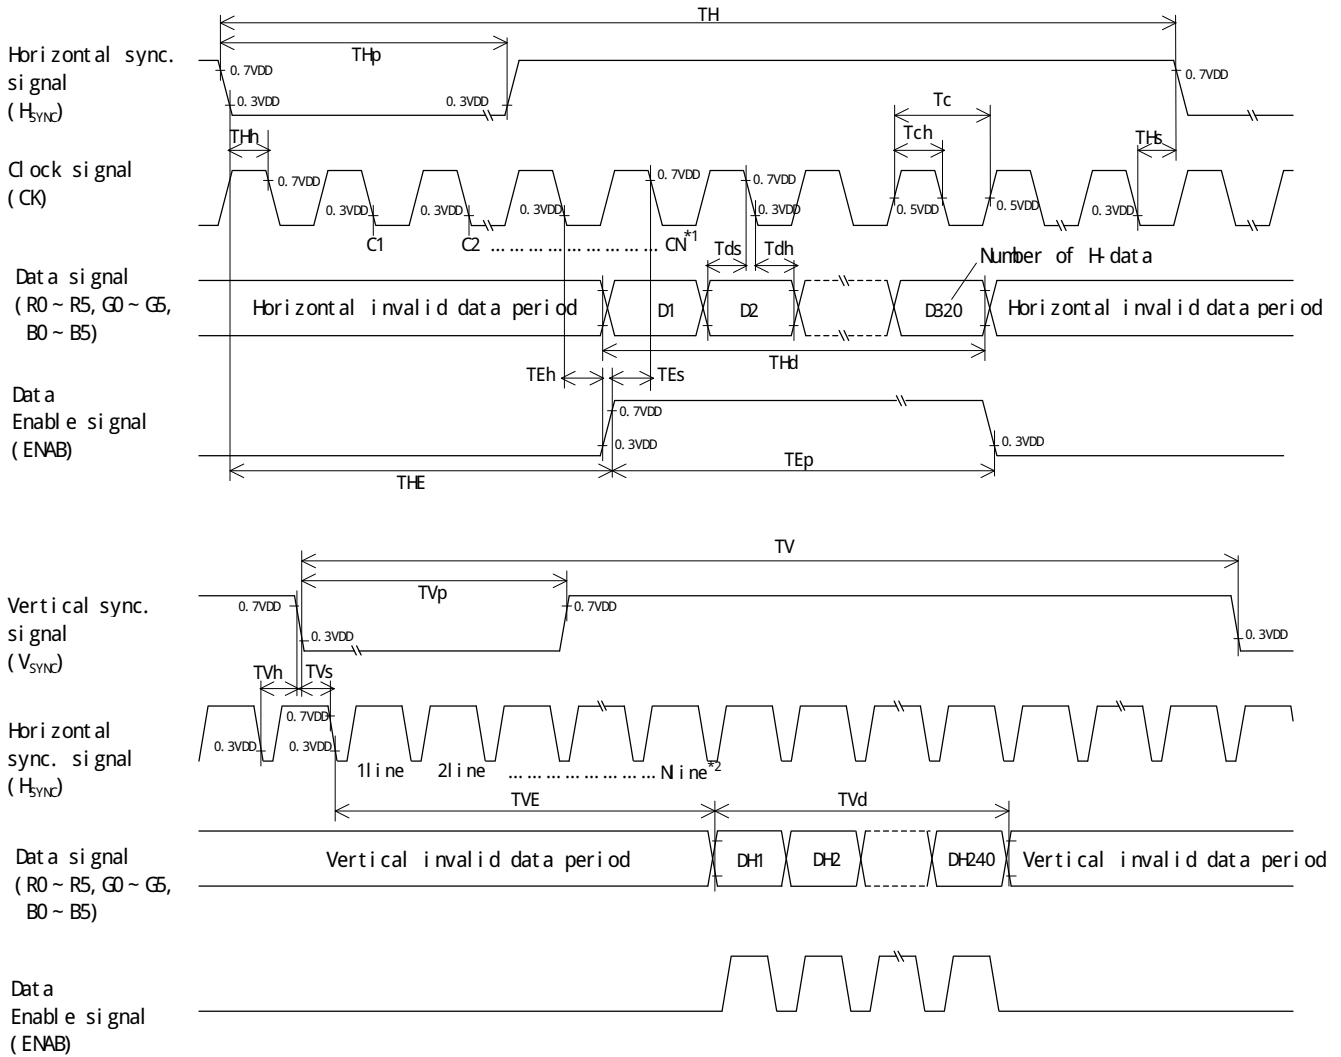 TH
THp
Horizontal sync.
signal
(HSYNC)
0.7VDD
0.3VDD
0.3VDD
0.7VDD
Tc
Tch
THh
THs
Clock signal
(CK)
0.7VDD
0.3VDD
0.3VDD
0.3VDD
0.7VDD
0.7VDD
0.3VDD
0.5VDD
0.5VDD
0.3VDD
C1
C2
........................ CN*1
Tds
Tdh
Number of H-data
Data signal
(R0~R5, G0~G5,
B0~B5)
Horizontal invalid data period
D1
D2
D320
Horizontal invalid data period
THd
TEh
TEs
Data
Enable signal
(ENAB)
0.7VDD
0.3VDD
0.3VDD
THE
TEp
TV
TVp
Vertical sync.
signal
(VSYNC)
0.7VDD
0.3VDD
0.7VDD
0.3VDD
TVh
TVs
Horizontal
sync. signal
(HSYNC)
0.7VDD
0.3VDD
0.3VDD
1line
2line
........................ Nline*2
TVE
TVd
Data signal
(R0~R5, G0~G5,
B0~B5)
Vertical invalid data period
DH1
DH2
DH240
Vertical invalid data period
Data
Enable signal
(ENAB)